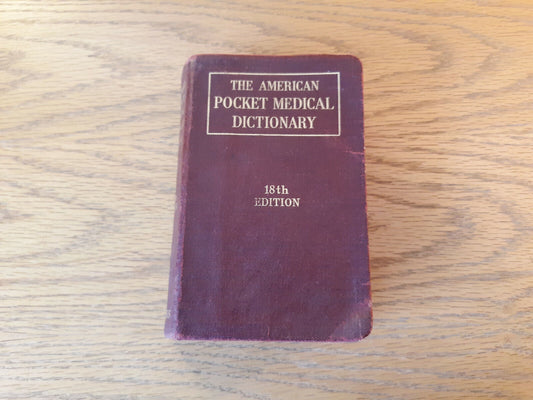 THE AMERICAN
POCKET MEDICAL
DICTIONARY
18th
EDITION